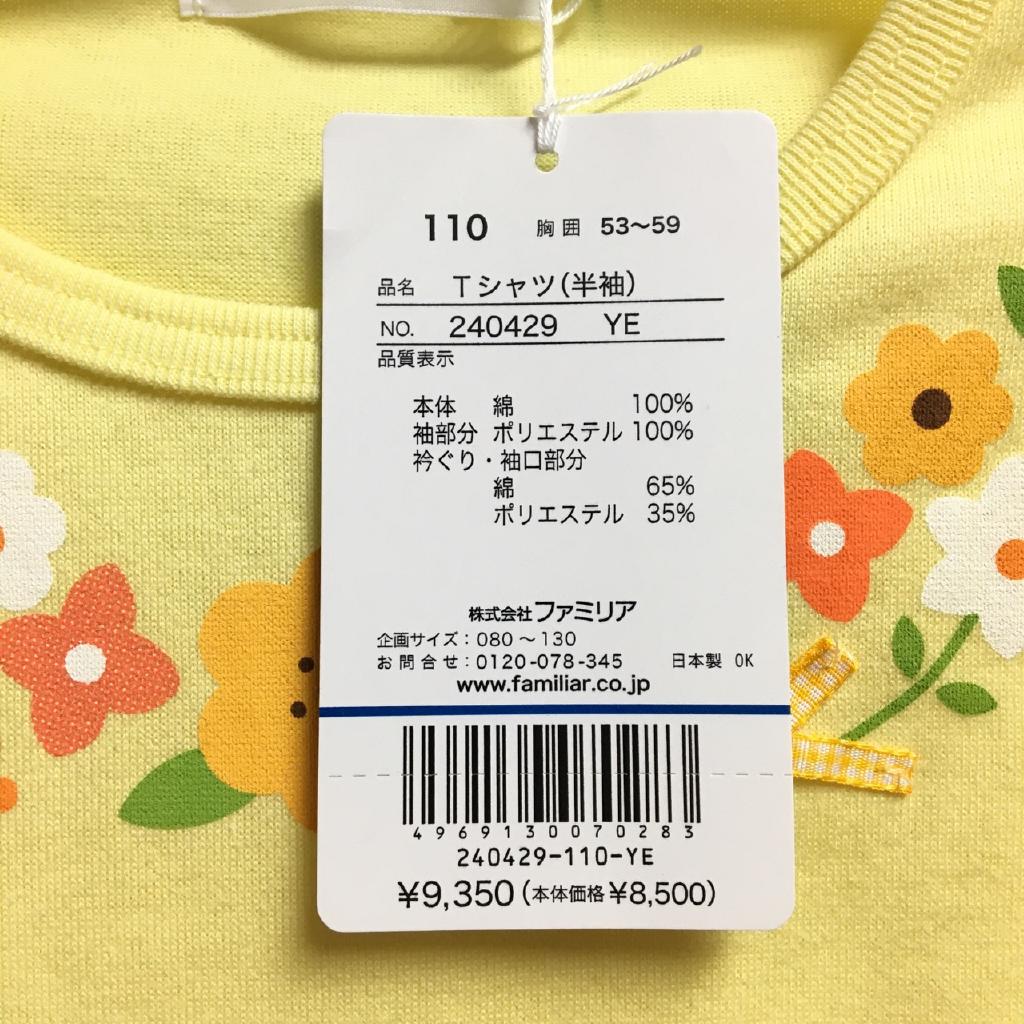 110 胸囲 53〜59
品名 Tシャツ(半袖)
NO. 240429 YE
品質表示
本体 綿 100%
袖部分 ポリエステル 100%
衿ぐり・袖口部分
綿 65%
ポリエステル 35%
株式会社ファミリア
企画サイズ：080〜130
お問合せ：0120-078-345 日本製 OK
www.familiar.co.jp
4969130070283
240429-110-YE
¥9,350(本体価格¥8,500)